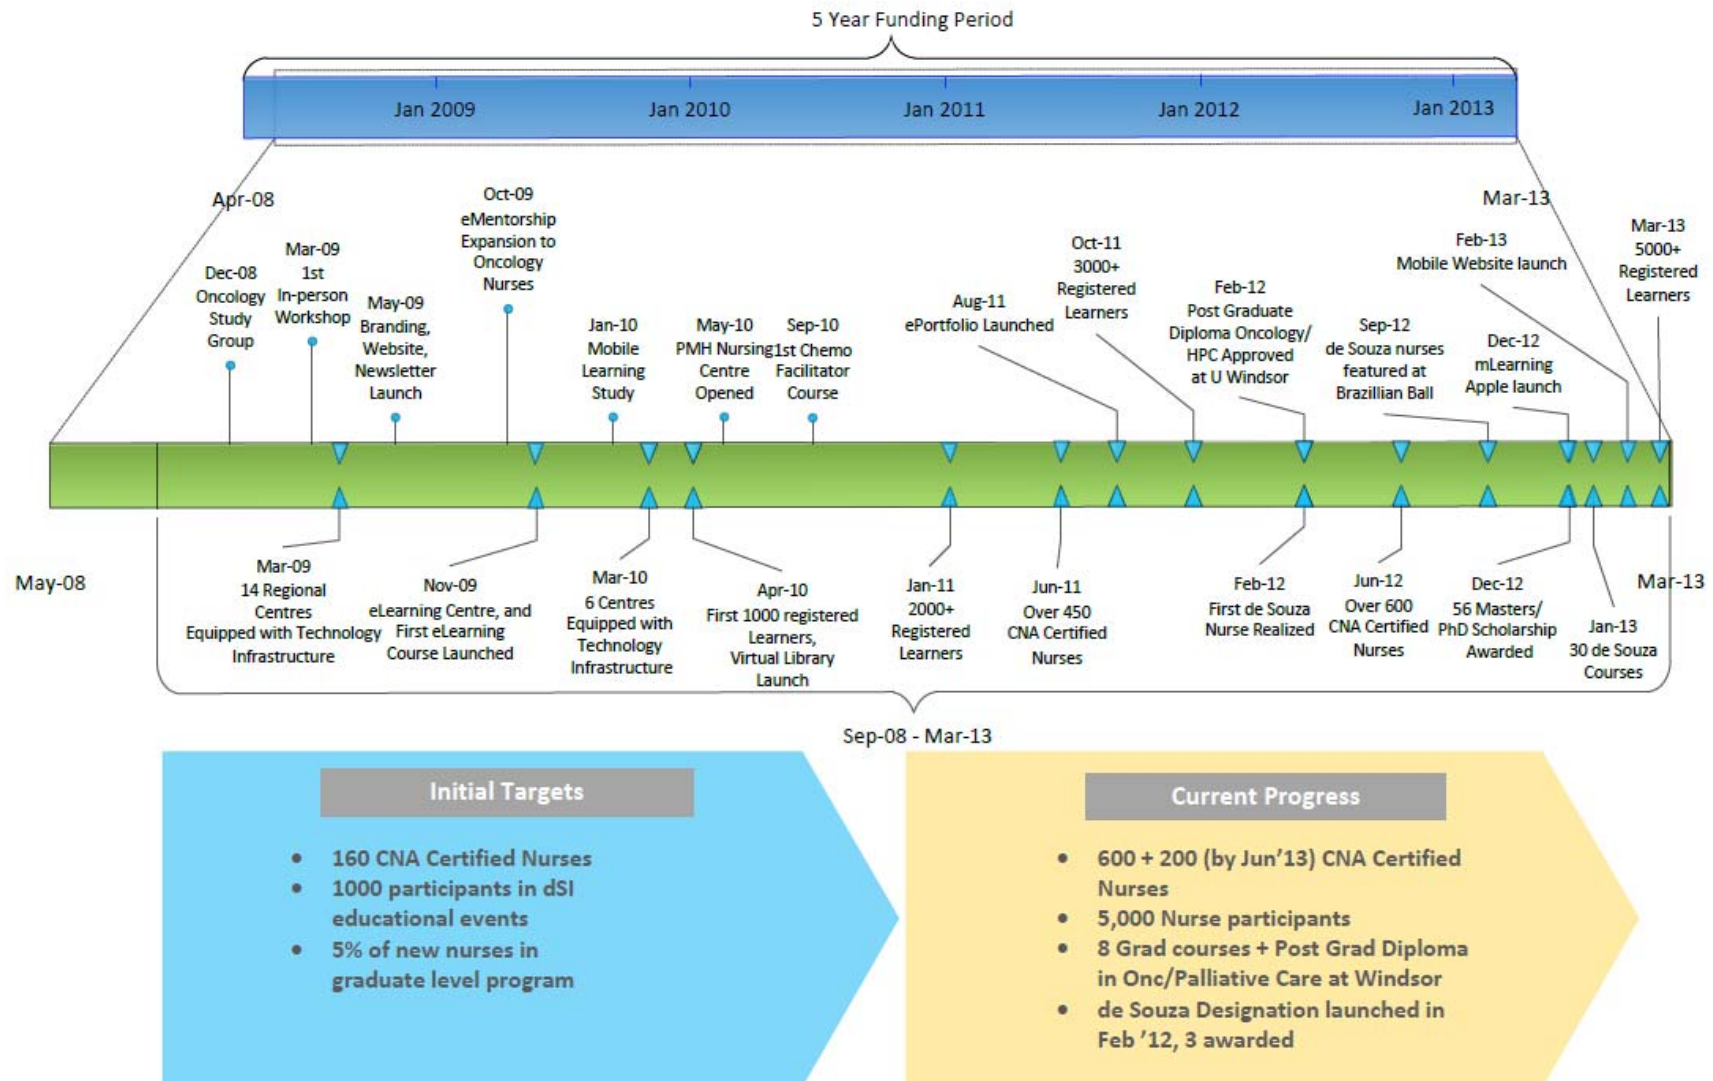 5 Year Funding Period
Jan 2009
Jan 2010
Jan 2011
Jan 2012
Jan 2013
Apr-08
Mar-13
Dec-08
Oncology
Study
Group
Mar-09
1st
In-person
Workshop
May-09
Branding,
Website,
Newsletter
Launch
Oct-09
eMentorship
Expansion to
Oncology
Nurses
Jan-10
Mobile
Learning
Study
May-10
PMH Nursing
Centre
Opened
Sep-10
1st Chemo
Facilitator
Course
Aug-11
ePortfolio Launched
Oct-11
3000+
Registered
Learners
Feb-12
Post Graduate
Diploma Oncology/
HPC Approved
at U Windsor
Sep-12
de Souza nurses
featured at
Brazillian Ball
Dec-12
mLearning
Apple launch
Feb-13
Mobile Website launch
Mar-13
5000+
Registered
Learners
May-08
Mar-13
Mar-09
14 Regional
Centres
Equipped with Technology
Infrastructure
Nov-09
eLearning Centre, and
First eLearning
Course Launched
Mar-10
6 Centres
Equipped with
Technology
Infrastructure
Apr-10
First 1000 registered
Learners,
Virtual Library
Launch
Jan-11
2000+
Registered
Learners
Jun-11
Over 450
CNA Certified
Nurses
Feb-12
First de Souza
Nurse Realized
Jun-12
Over 600
CNA Certified
Nurses
Dec-12
56 Masters/
PhD Scholarship
Awarded
Jan-13
30 de Souza
Courses
Sep-08 - Mar-13
Initial Targets
• 160 CNA Certified Nurses
• 1000 participants in dSI
educational events
• 5% of new nurses in
graduate level program
Current Progress
• 600 + 200 (by Jun'13) CNA Certified
Nurses
• 5,000 Nurse participants
• 8 Grad courses + Post Grad Diploma
in Onc/Palliative Care at Windsor
• de Souza Designation launched in
Feb '12, 3 awarded